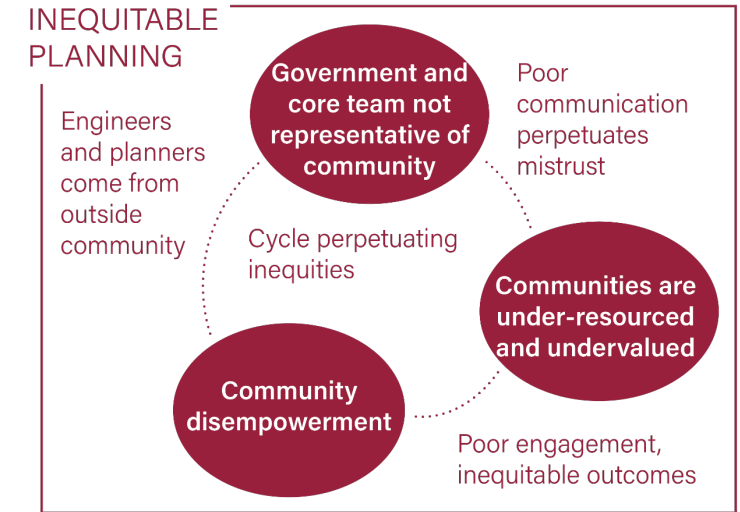 INEQUITABLE
PLANNING
Government and
core team not
representative of
community
Poor
communication
perpetuates
mistrust
Engineers
and planners
come from
outside
community
Cycle perpetuating
inequities
Communities are
under-resourced
and undervalued
Community
disempowerment
Poor engagement,
inequitable outcomes